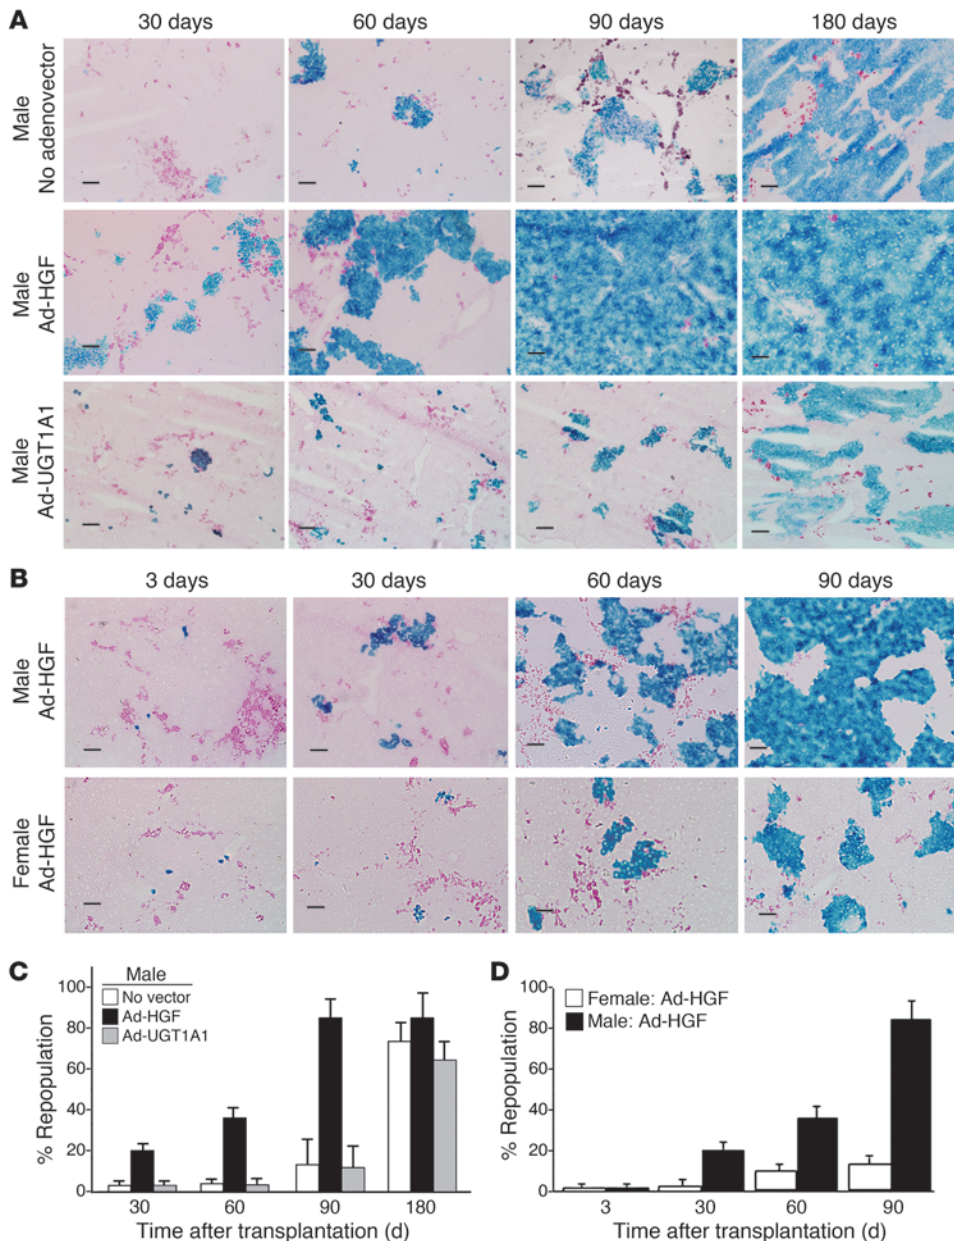 A
30 days 60 days 90 days 180 days
Male
No adenovector
Male
Ad-HGF
Male
Ad-UGT1A1
B
3 days 30 days 60 days 90 days
Male
Ad-HGF
Female
Ad-HGF
C
Male
No vector
Ad-HGF
Ad-UGT1A1
% Repopulation
100
80
60
40
20
0
30 60 90 180
Time after transplantation (d)
D
Female: Ad-HGF
Male: Ad-HGF
% Repopulation
100
80
60
40
20
0
3 30 60 90
Time after transplantation (d)